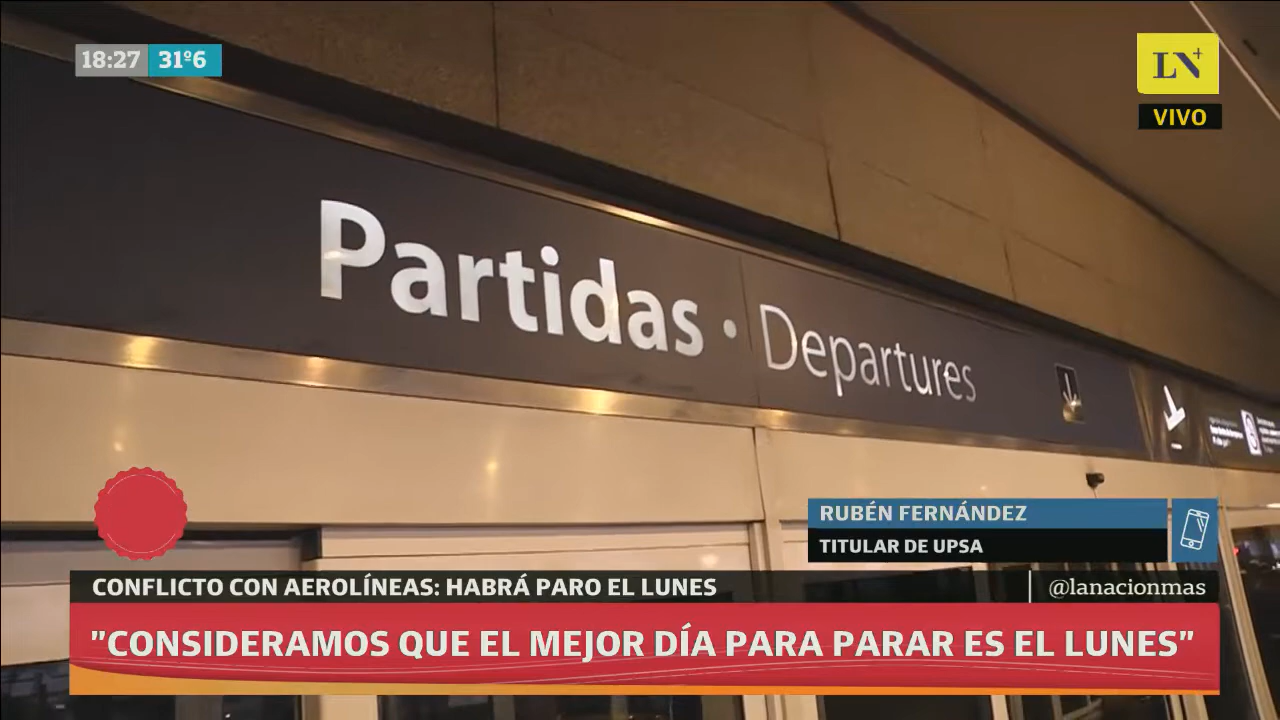 18:27 31º6
LN+
VIVO
Partidas • Departures
RUBÉN FERNÁNDEZ
TITULAR DE UPSA
CONFLICTO CON AEROLÍNEAS: HABRÁ PARO EL LUNES
@lanacionmas
"CONSIDERAMOS QUE EL MEJOR DÍA PARA PARAR ES EL LUNES"